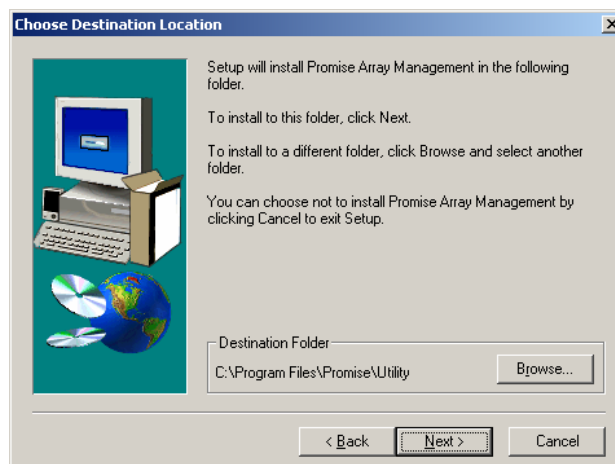 Choose Destination Location
Setup will install Promise Array Management in the following
folder.
To install to this folder, click Next.
To install to a different folder, click Browse and select another
folder.
You can choose not to install Promise Array Management by
clicking Cancel to exit Setup.
Destination Folder
C:\Program Files\Promise\Utility
Browse...
< Back
Next >
Cancel